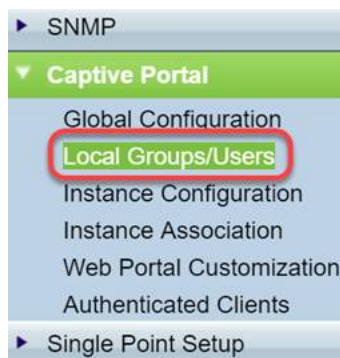 SNMP
Captive Portal
Global Configuration
Local Groups/Users
Instance Configuration
Instance Association
Web Portal Customization
Authenticated Clients
Single Point Setup